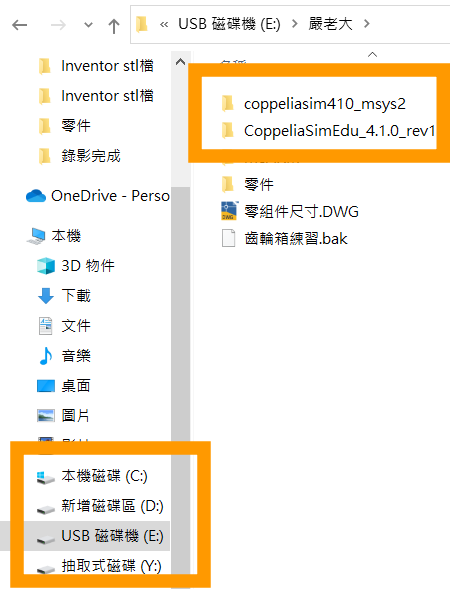 « USB 磁碟機 (E:) › 嚴老大 ›
Inventor stl檔
Inventor stl檔
零件
錄影完成
OneDrive - Perso
本機
3D 物件
下載
文件
音樂
桌面
圖片
本機磁碟 (C:)
新增磁碟區 (D:)
USB 磁碟機 (E:)
抽取式磁碟 (Y:)
coppeliasim410_msys2
CoppeliaSimEdu_4.1.0_rev1
零件
零組件尺寸.DWG
齒輪箱練習.bak